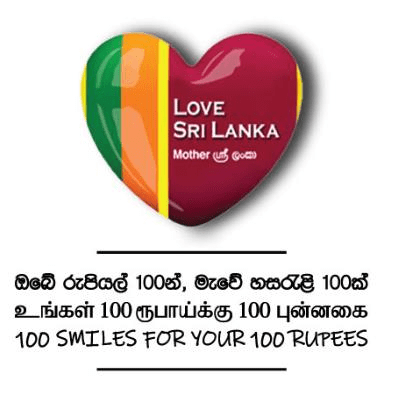 LOVE
SRI LANKA
Mother ශ්‍රී ලංකා
ඔබේ රුපියල් 100න්, මැවේ හසරැළි 100ක්
உங்கள் 100 ரூபாய்க்கு 100 புன்னகை
100 SMILES FOR YOUR 100 RUPEES